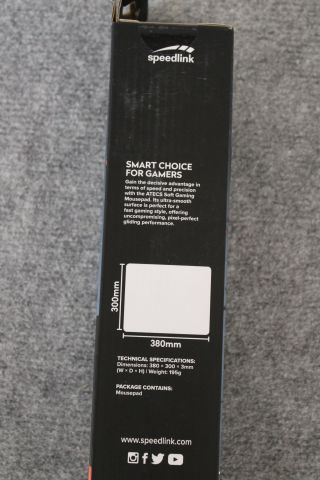 speedlink
SMART CHOICE
FOR GAMERS
Gain the decisive advantage in
terms of speed and precision
with the ATECS Soft Gaming
Mousepad. Its ultra-smooth
surface is perfect for a
fast gaming style, offering
uncompromising, pixel-perfect
gliding performance.
300mm
380mm
TECHNICAL SPECIFICATIONS:
Dimensions: 380 × 300 × 3mm
(W × D × H) | Weight: 195g
PACKAGE CONTAINS:
Mousepad
www.speedlink.com